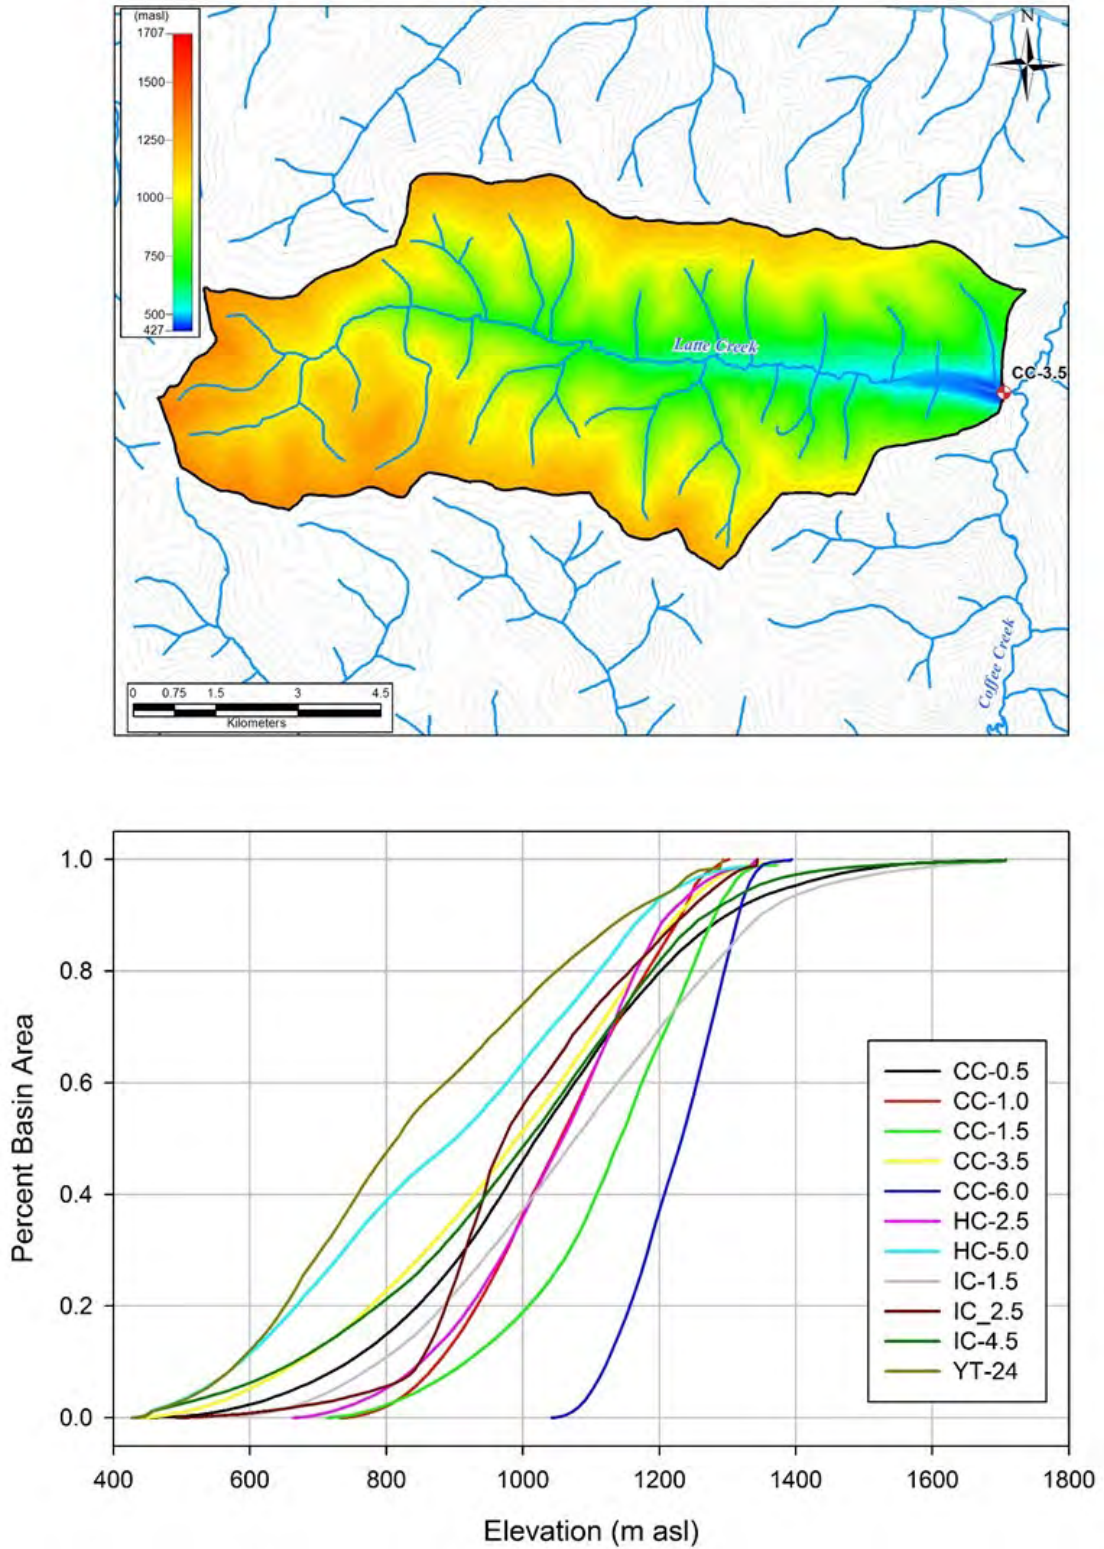 (masl)
1707
1500
1250
1000
750
500
427
N
Latte Creek
CC-3.5
Coffee Creek
0 0.75 1.5 3 4.5
Kilometers
1.0
0.8
0.6
0.4
0.2
0.0
Percent Basin Area
CC-0.5
CC-1.0
CC-1.5
CC-3.5
CC-6.0
HC-2.5
HC-5.0
IC-1.5
IC_2.5
IC-4.5
YT-24
400 600 800 1000 1200 1400 1600 1800
Elevation (m asl)